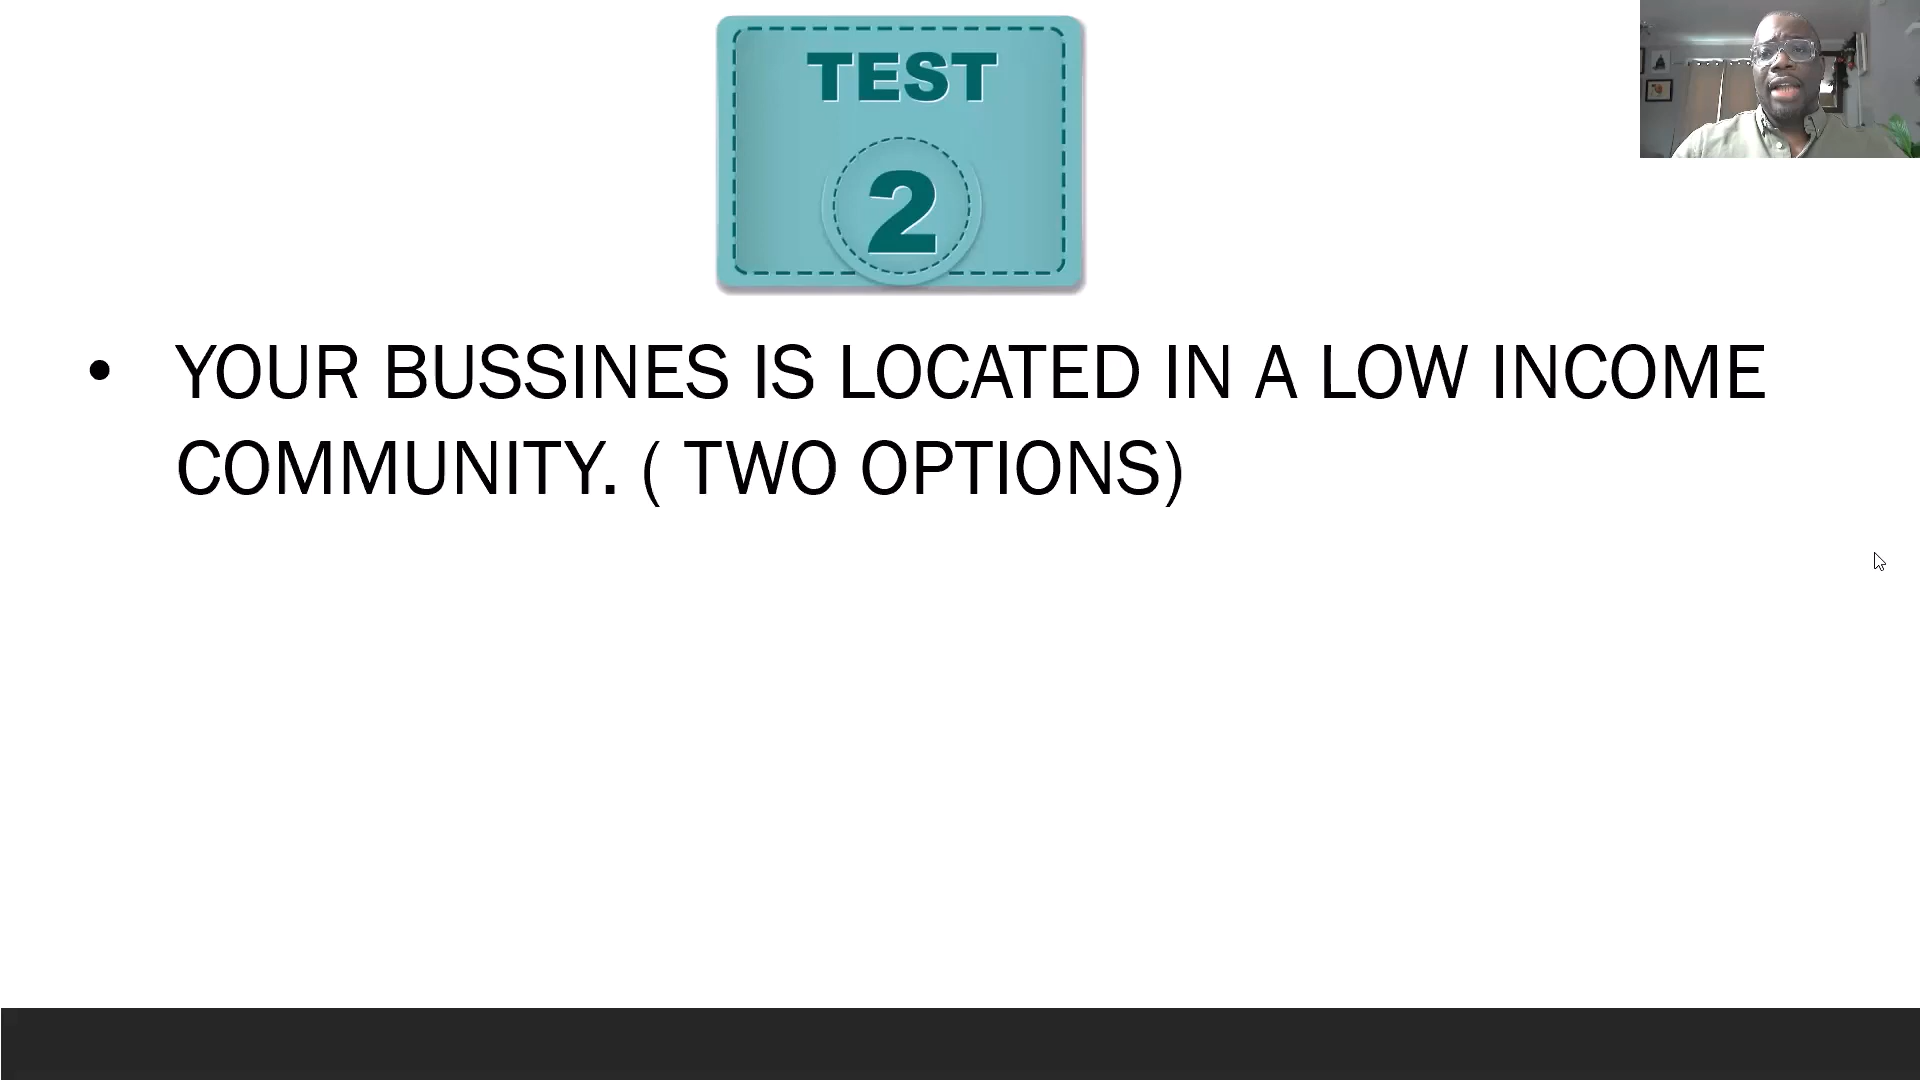 TEST
2
• YOUR BUSSINES IS LOCATED IN A LOW INCOME
COMMUNITY. ( TWO OPTIONS)